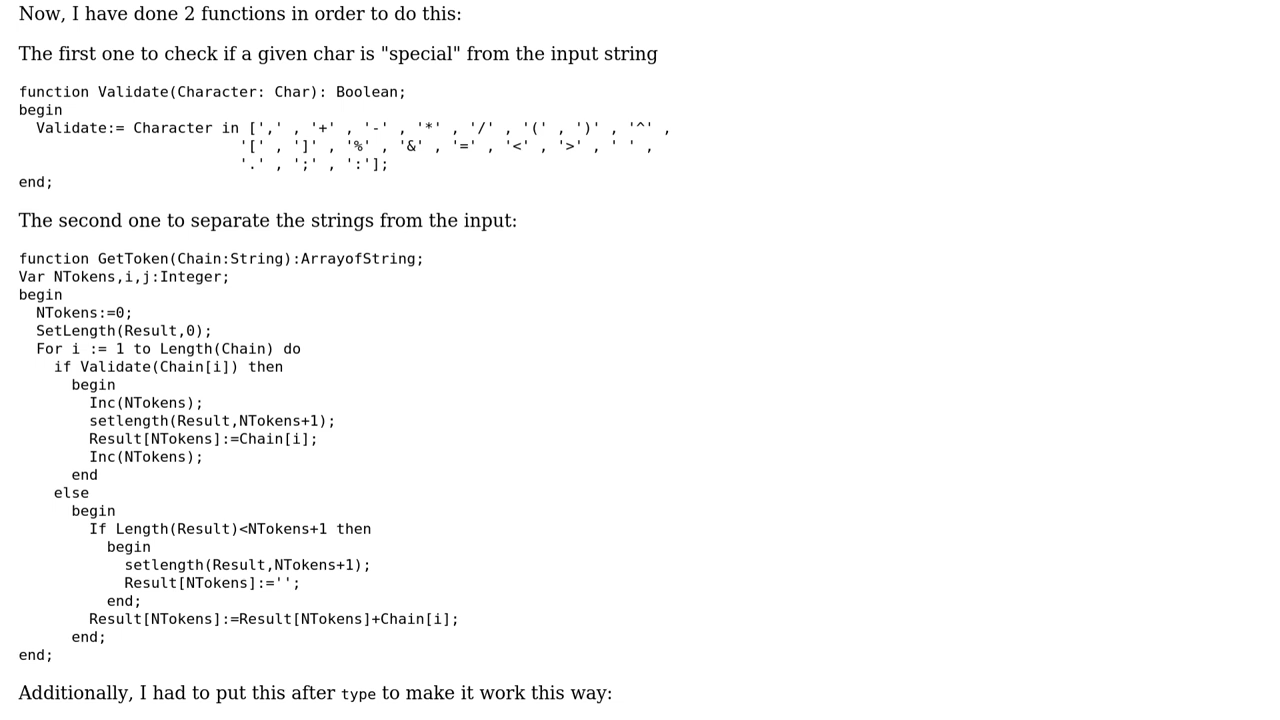 Now, I have done 2 functions in order to do this:
The first one to check if a given char is "special" from the input string
function Validate(Character: Char): Boolean;
begin
  Validate:= Character in [',' , '+' , '-' , '*' , '/' , '(' , ')' , '^' ,
                         '[' , ']' , '%' , '&' , '=' , '<' , '>' , ' ' ,
                         '.' , ';' , ':'];
end;
The second one to separate the strings from the input:
function GetToken(Chain:String):ArrayofString;
Var NTokens,i,j:Integer;
begin
  NTokens:=0;
  SetLength(Result,0);
  For i := 1 to Length(Chain) do
    if Validate(Chain[i]) then
      begin
        Inc(NTokens);
        setlength(Result,NTokens+1);
        Result[NTokens]:=Chain[i];
        Inc(NTokens);
      end
    else
      begin
        If Length(Result)<NTokens+1 then
          begin
            setlength(Result,NTokens+1);
            Result[NTokens]:='';
          end;
        Result[NTokens]:=Result[NTokens]+Chain[i];
      end;
end;
Additionally, I had to put this after type to make it work this way: